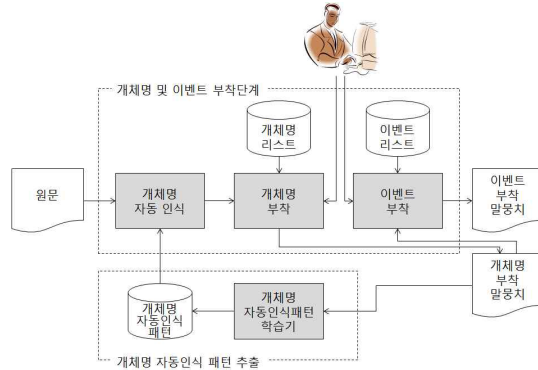 개체명 및 이벤트 부착단계
개체명
리스트
이벤트
리스트
원문
개체명
자동 인식
개체명
부착
이벤트
부착
이벤트
부착
말뭉치
개체명
부착
말뭉치
개체명
자동인식
패턴
개체명
자동인식패턴
학습기
개체명 자동인식 패턴 추출